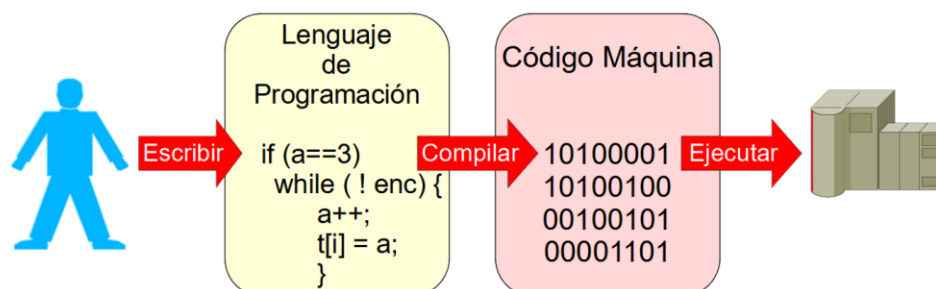 Escribir
Lenguaje
de
Programación
if (a==3)
while ( ! enc) {
a++;
t[i] = a;
}
Compilar
Código Máquina
10100001
10100100
00100101
00001101
Ejecutar